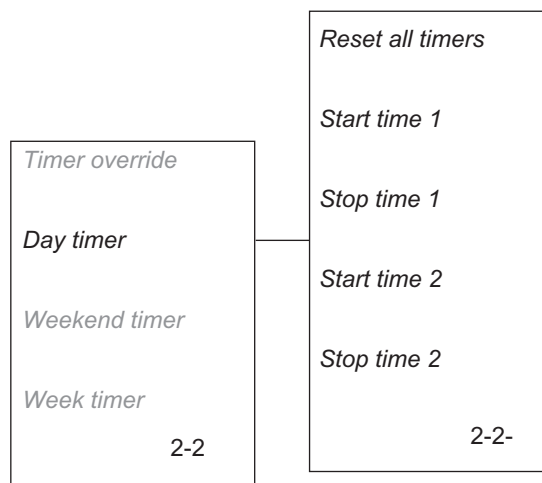 Timer override
Day timer
Weekend timer
Week timer
2-2
Reset all timers
Start time 1
Stop time 1
Start time 2
Stop time 2
2-2-